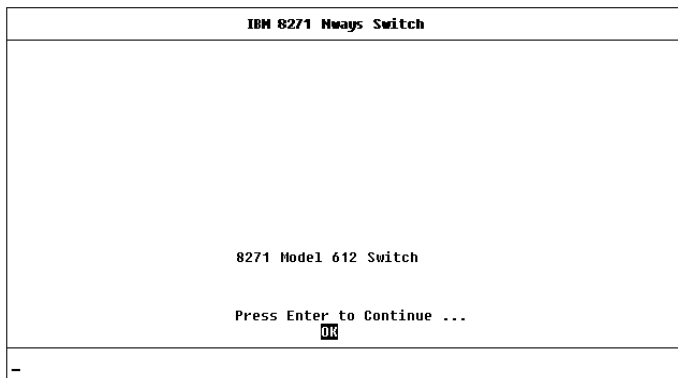 IBM 8271 Nways Switch
8271 Model 612 Switch
Press Enter to Continue ...
OK